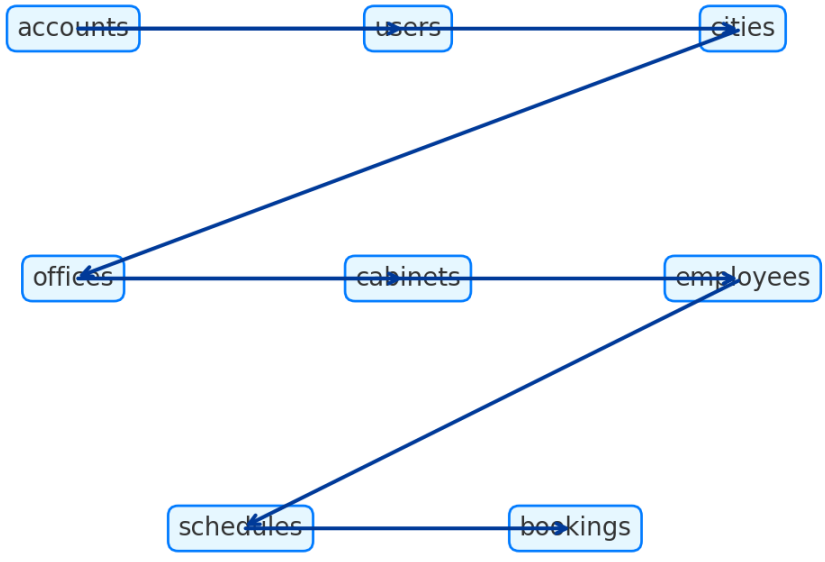 accounts users cities
offices cabinets employees
schedules bookings